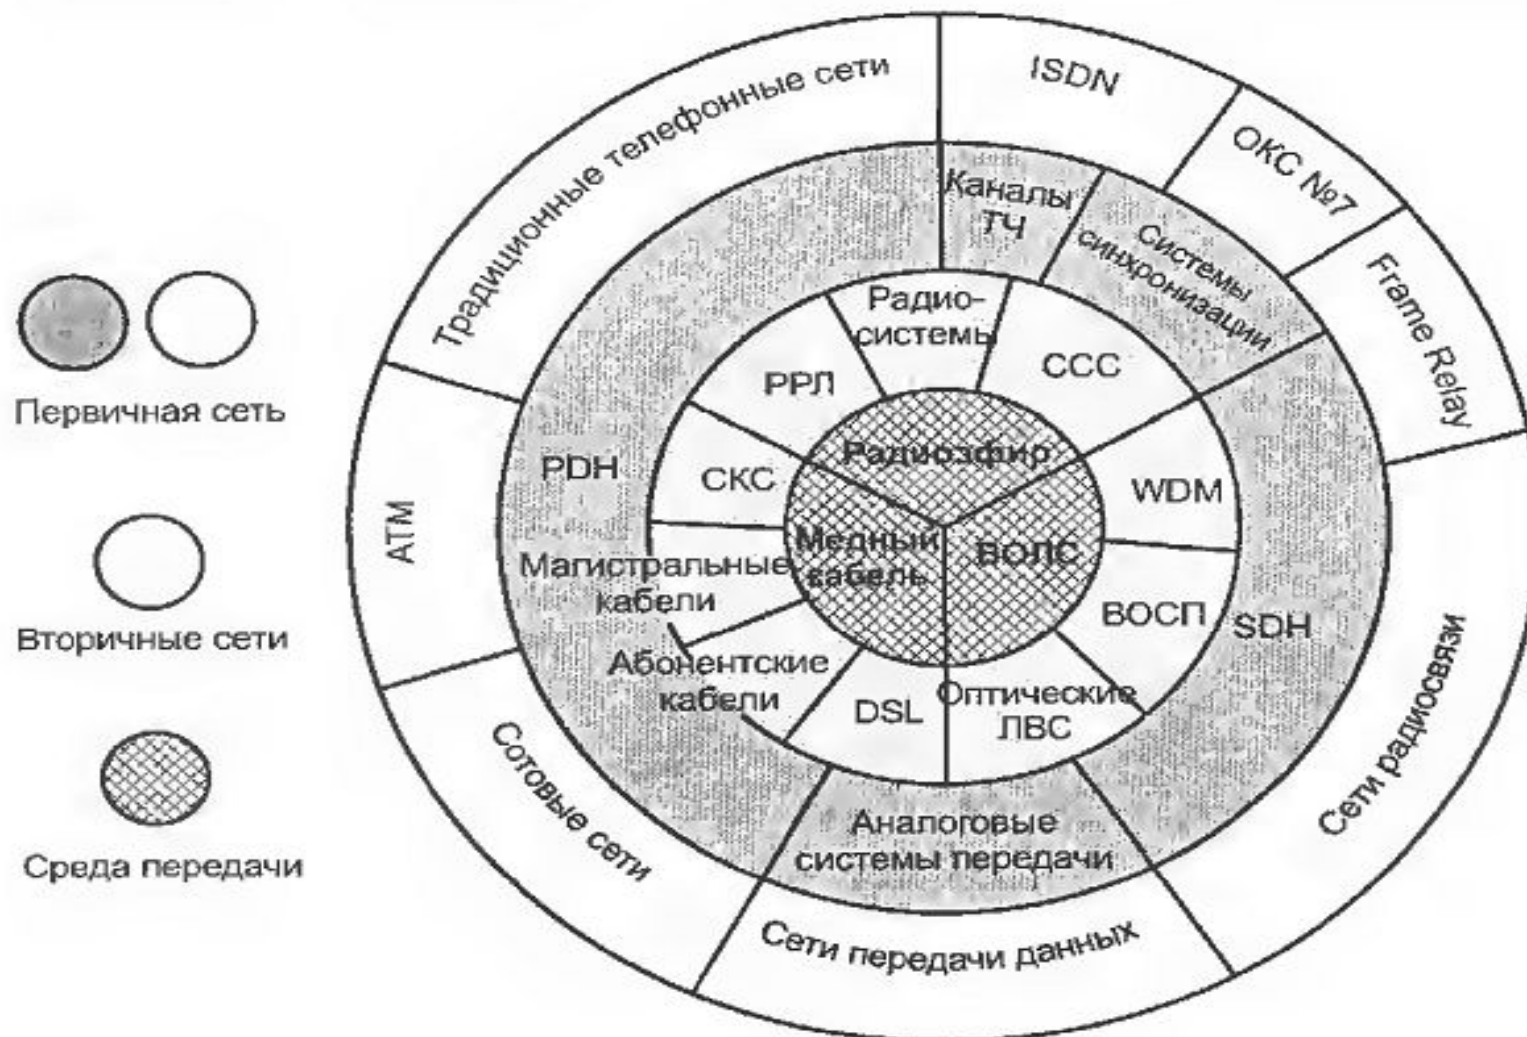 Традиционные телефонные сети
ISDN
ОКС №7
Frame Relay
Каналы
ТЧ
Системы
синхронизации
Радио-
системы
ССС
РРЛ
Первичная сеть
Радиоэфир
PDH
СКС
WDM
АТМ
Медный
кабель
ВОЛС
Магистральные
кабели
ВОСП
SDH
Вторичные сети
Абонентские
кабели
DSL
Оптические
ЛВС
Сети радиосвязи
Сотовые сети
Аналоговые
системы передачи
Среда передачи
Сети передачи данных